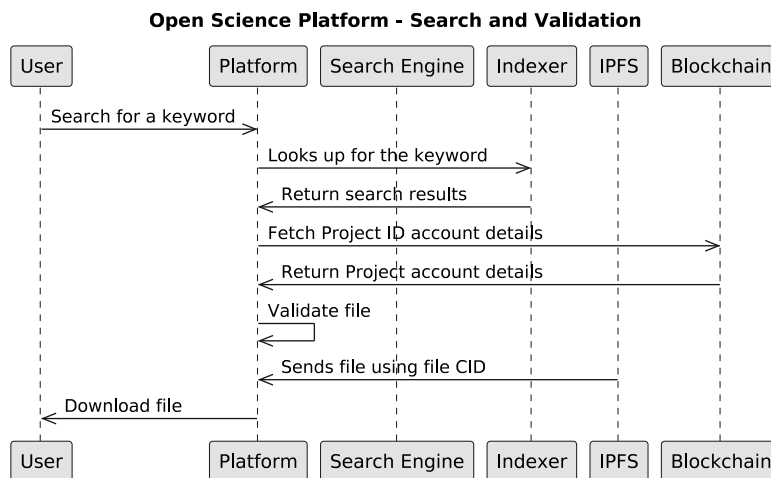 Open Science Platform - Search and Validation
User Platform Search Engine Indexer IPFS Blockchain
Search for a keyword
Looks up for the keyword
Return search results
Fetch Project ID account details
Return Project account details
Validate file
Sends file using file CID
Download file
User Platform Search Engine Indexer IPFS Blockchain